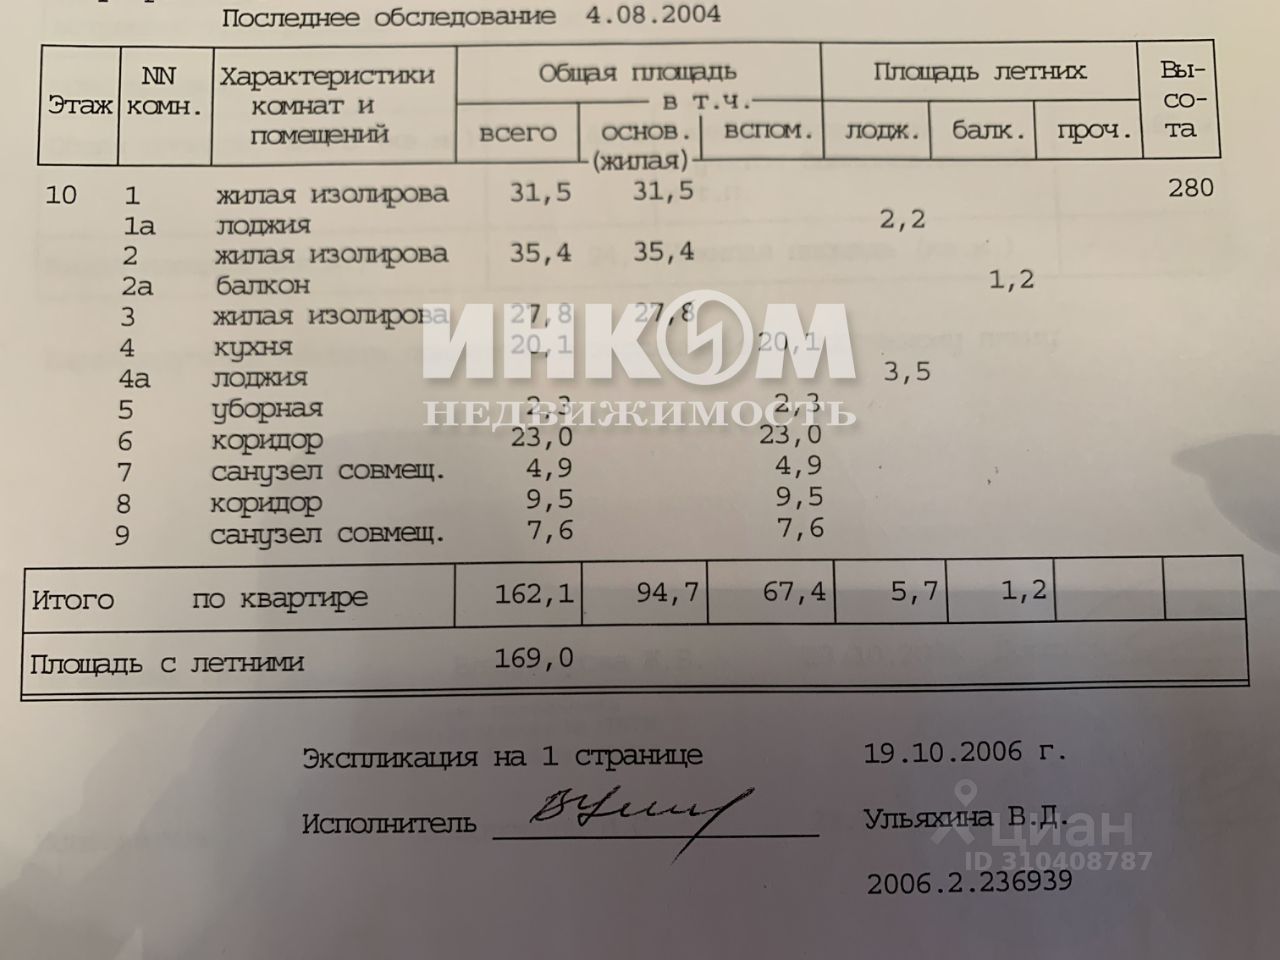 Последнее обследование 4.08.2004
Этаж NN комн. Характеристики комнат и помещений Общая площадь Площадь летних Вы-со-та
в т.ч.
всего основ. (жилая) вспом. лодж. балк. проч.
10 1 жилая изолирова 31,5 31,5 280
1а лоджия 2,2
2 жилая изолирова 35,4 35,4
2а балкон 1,2
3 жилая изолирова 27,8 27,8
4 кухня 20,1 20,1
4а лоджия 3,5
5 уборная 2,3 2,3
6 коридор 23,0 23,0
7 санузел совмещ. 4,9 4,9
8 коридор 9,5 9,5
9 санузел совмещ. 7,6 7,6
ИНКОМ
НЕДВИЖИМОСТЬ
Итого по квартире 162,1 94,7 67,4 5,7 1,2
Площадь с летними 169,0
Экспликация на 1 странице 19.10.2006 г.
Исполнитель Ульяхина В.Д.
циан
ID 310408787
2006.2.236939